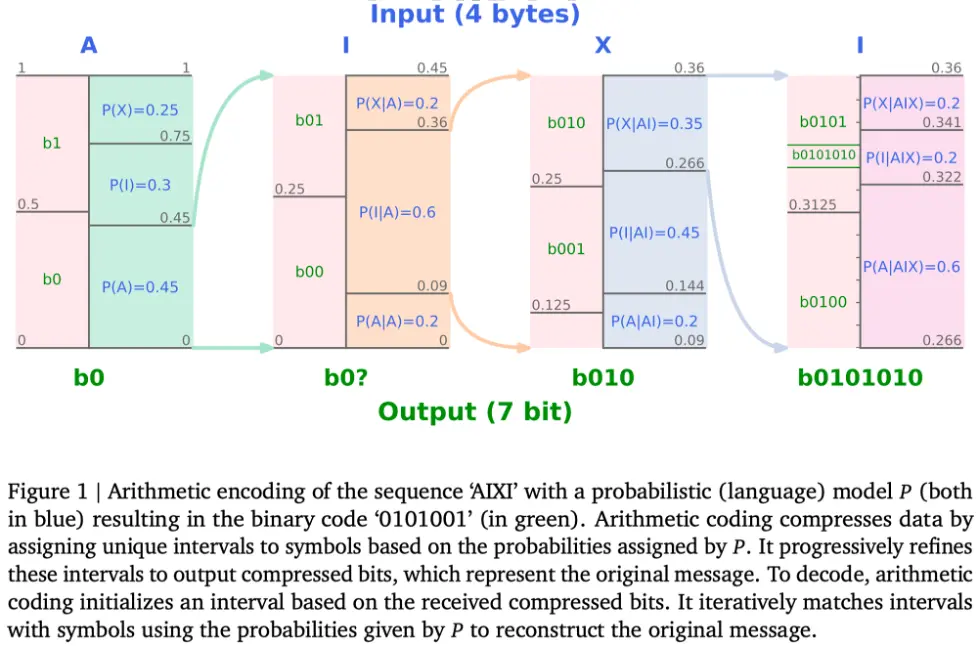 Input (4 bytes)
A I X I
1 1 0.45 0.36 0.36
P(X)=0.25 b01 P(X|A)=0.2 b010 P(X|AI)=0.35 b0101 P(X|AIX)=0.2
0.36 0.341
b1 0.75 b0101010 P(I|AIX)=0.2
0.266
P(I)=0.3 0.25 0.25 0.322
0.5 0.45 P(I|A)=0.6 P(I|AI)=0.45 0.3125
b001
b0 P(A)=0.45 b00 P(A|AIX)=0.6
0.09 0.144
0.125 b0100
P(A|A)=0.2 P(A|AI)=0.2
0 0 0 0 0.09 0.266
b0 b0? b010 b0101010
Output (7 bit)
Figure 1 | Arithmetic encoding of the sequence ‘AIXI’ with a probabilistic (language) model P (both
in blue) resulting in the binary code ‘0101001’ (in green). Arithmetic coding compresses data by
assigning unique intervals to symbols based on the probabilities assigned by P. It progressively refines
these intervals to output compressed bits, which represent the original message. To decode, arithmetic
coding initializes an interval based on the received compressed bits. It iteratively matches intervals
with symbols using the probabilities given by P to reconstruct the original message.